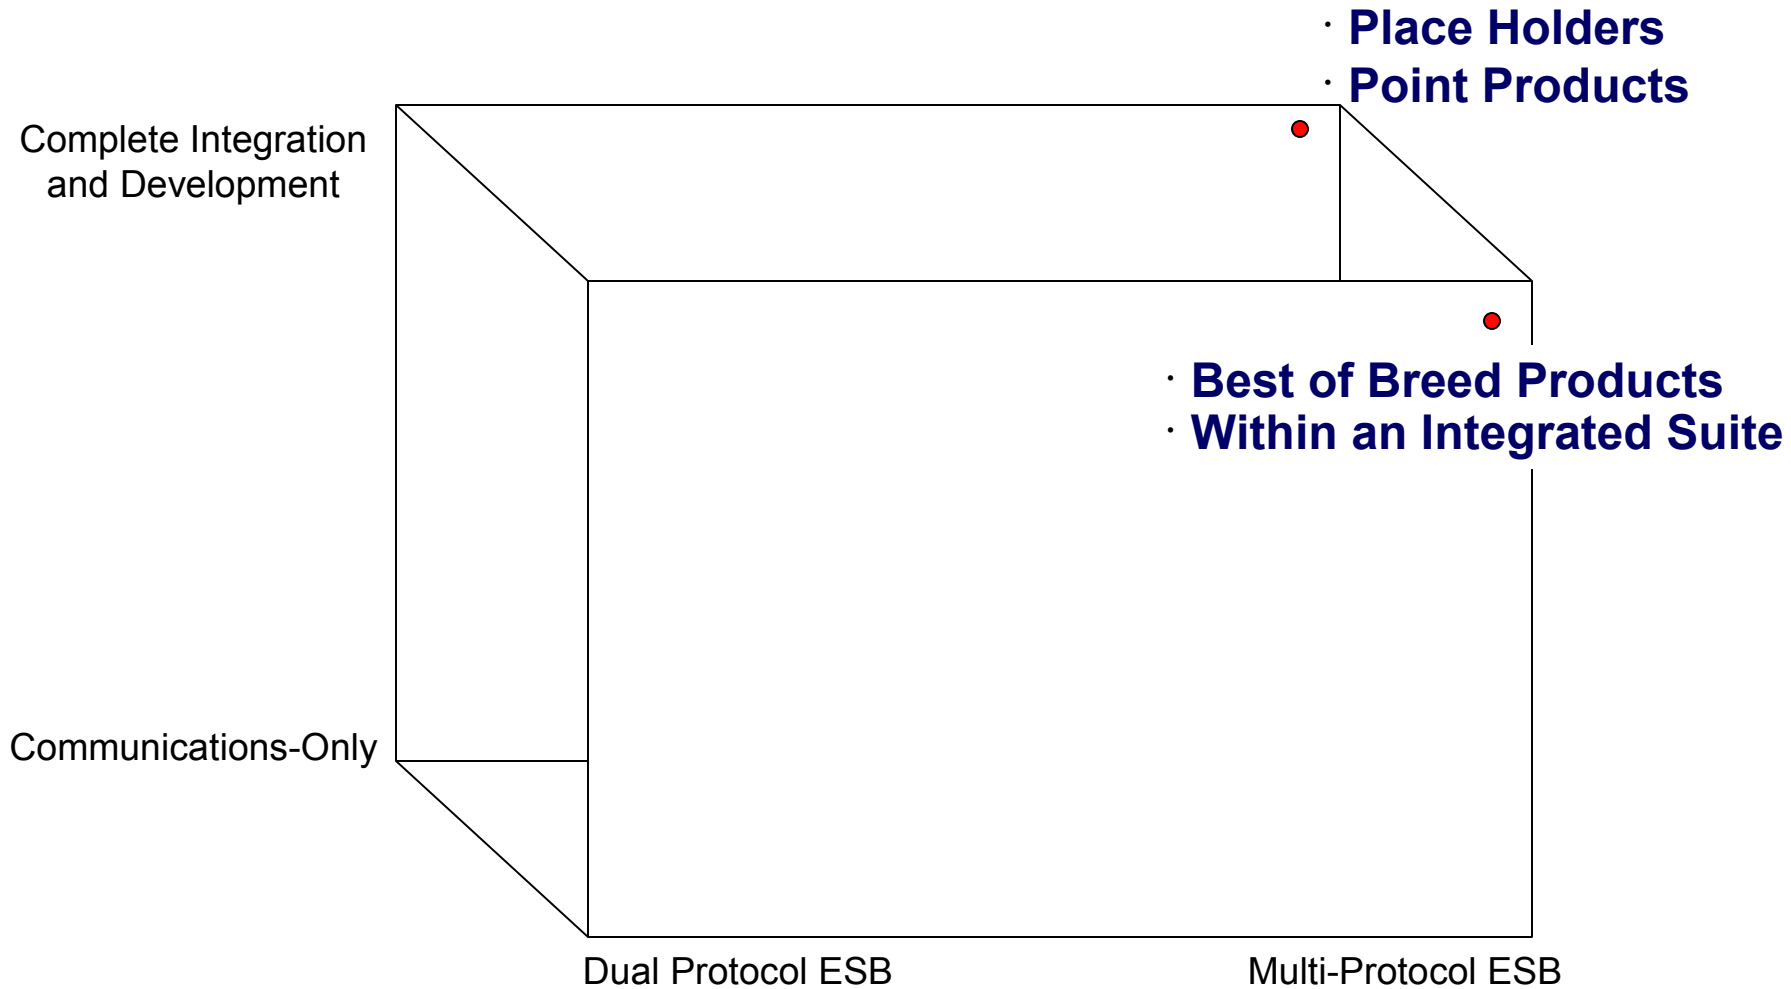 · Place Holders
· Point Products
Complete Integration
and Development
· Best of Breed Products
· Within an Integrated Suite
Communications-Only
Dual Protocol ESB
Multi-Protocol ESB